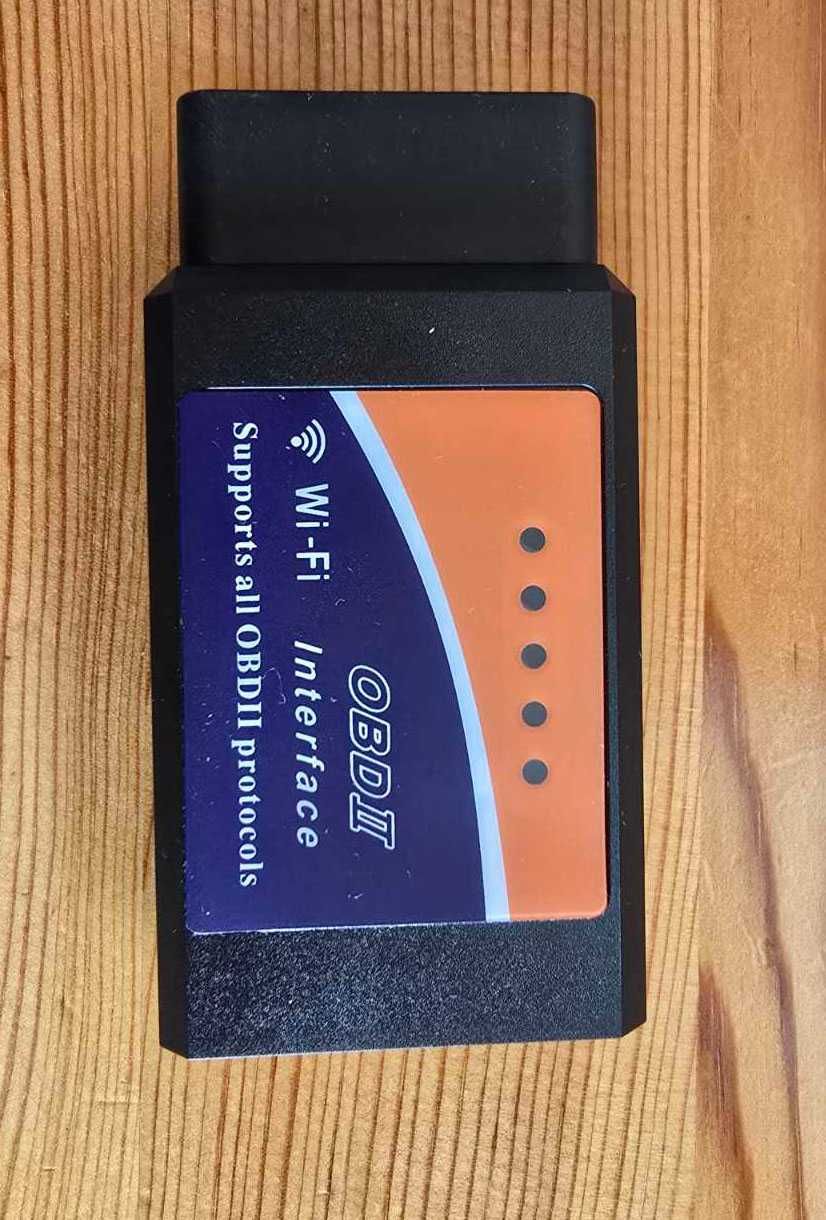 OBDII
Wi-Fi Interface
Supports all OBDII protocols